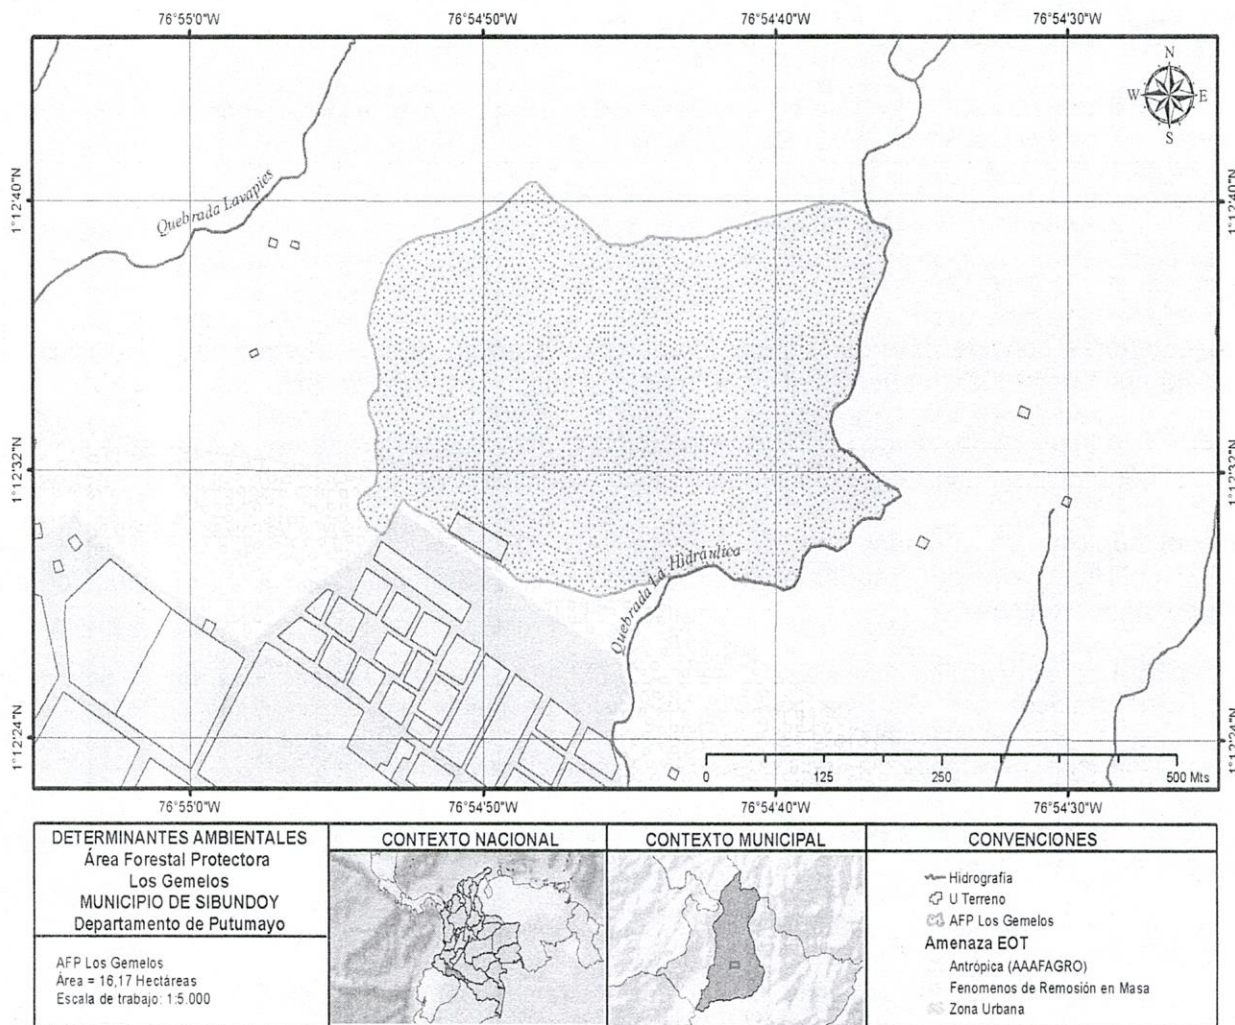 76°55'0"W 76°54'50"W 76°54'40"W 76°54'30"W
N
W E
S
1°12'40"N 1°12'40"N
Quebrada Lavapies
1°12'32"N 1°12'32"N
Quebrada La Hidráulica
1°12'24"N 1°12'24"N
0 125 250 500 Mts
76°55'0"W 76°54'50"W 76°54'40"W 76°54'30"W
DETERMINANTES AMBIENTALES
Área Forestal Protectora
Los Gemelos
MUNICIPIO DE SIBUNDOY
Departamento de Putumayo
AFP Los Gemelos
Área = 16,17 Hectáreas
Escala de trabajo: 1:5.000
CONTEXTO NACIONAL
CONTEXTO MUNICIPAL
CONVENCIONES
Hidrografía
U Terreno
AFP Los Gemelos
Amenaza EOT
Antrópica (AAAFAGRO)
Fenomenos de Remosión en Masa
Zona Urbana